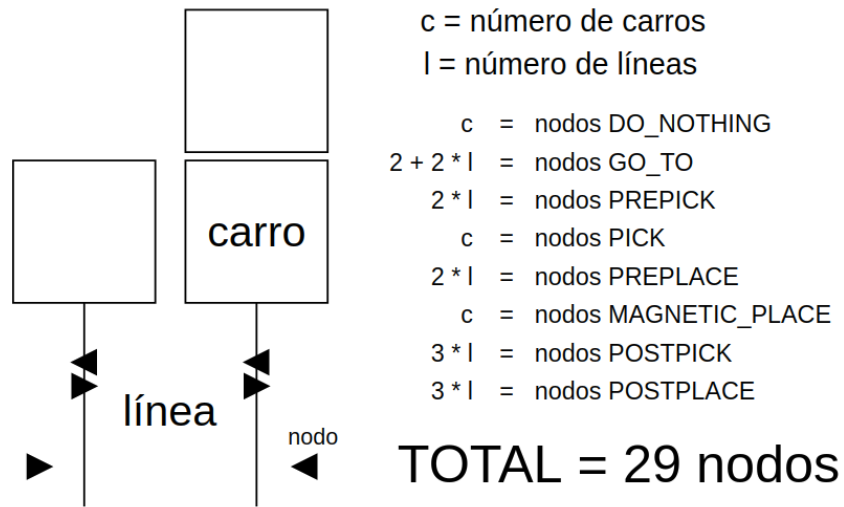 c = número de carros
l = número de líneas
c = nodos DO_NOTHING
2 + 2 * l = nodos GO_TO
2 * l = nodos PREPICK
c = nodos PICK
2 * l = nodos PREPLACE
c = nodos MAGNETIC_PLACE
3 * l = nodos POSTPICK
3 * l = nodos POSTPLACE
TOTAL = 29 nodos
carro
línea
nodo